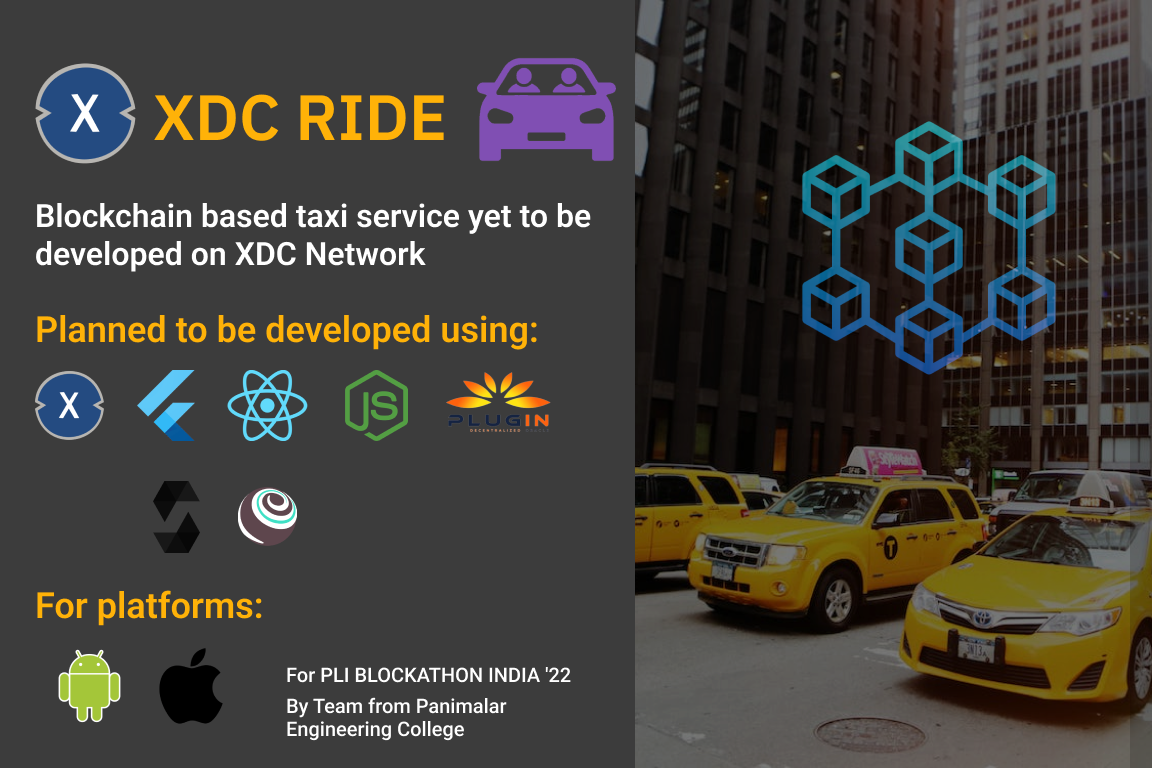 X
XDC RIDE
Blockchain based taxi service yet to be
developed on XDC Network
Planned to be developed using:
X
JS
PLUGIN
DECENTRALIZED
For platforms:
For PLI BLOCKATHON INDIA '22
By Team from Panimalar
Engineering College
T